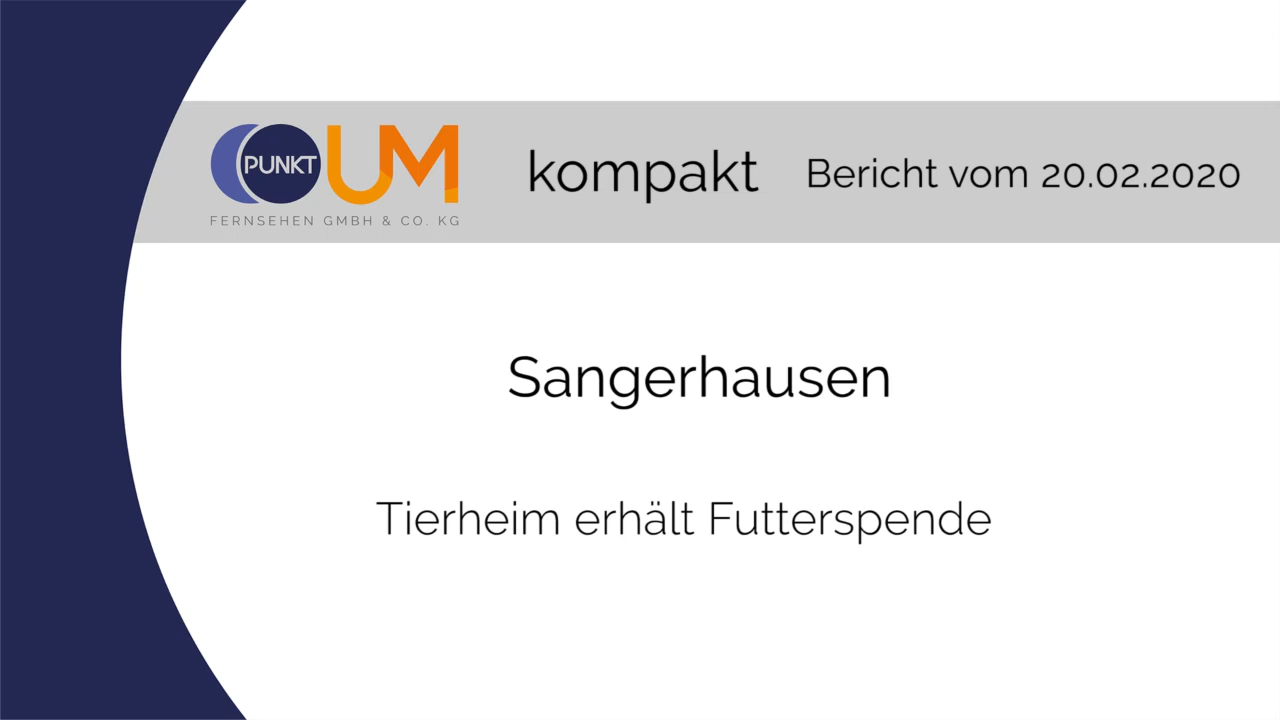 PUNKT UM kompakt Bericht vom 20.02.2020
FERNSEHEN GMBH & CO. KG
Sangerhausen
Tierheim erhält Futterspende